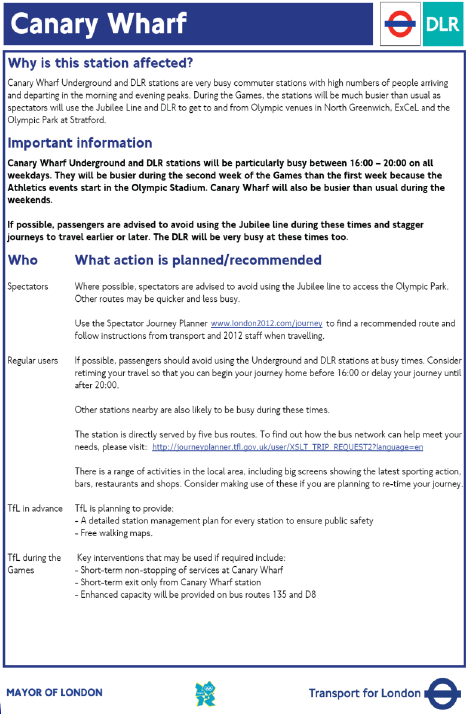 Canary Wharf
DLR
Why is this station affected?
Canary Wharf Underground and DLR stations are very busy commuter stations with high numbers of people arriving
and departing in the morning and evening peaks. During the Games, the stations will be much busier than usual as
spectators will use the Jubilee Line and DLR to get to and from Olympic venues in North Greenwich, ExCeL and the
Olympic Park at Stratford.
Important information
Canary Wharf Underground and DLR stations will be particularly busy between 16:00 – 20:00 on all
weekdays. They will be busier during the second week of the Games than the first week because the
Athletics events start in the Olympic Stadium. Canary Wharf will also be busier than usual during the
weekends.
If possible, passengers are advised to avoid using the Jubilee line during these times and stagger
journeys to travel earlier or later. The DLR will be very busy at these times too.
Who What action is planned/recommended
Spectators Where possible, spectators are advised to avoid using the Jubilee line to access the Olympic Park.
Other routes may be quicker and less busy.
Use the Spectator Journey Planner www.london2012.com/journey to find a recommended route and
follow instructions from transport and 2012 staff when travelling.
Regular users If possible, passengers should avoid using the Underground and DLR stations at busy times. Consider
retiming your travel so that you can begin your journey home before 16:00 or delay your journey until
after 20:00.
Other stations nearby are also likely to be busy during these times.
The station is directly served by five bus routes. To find out how the bus network can help meet your
needs, please visit: http://journeyplanner.tfl.gov.uk/user/XSLT_TRIP_REQUEST2?language=en
There is a range of activities in the local area, including big screens showing the latest sporting action,
bars, restaurants and shops. Consider making use of these if you are planning to re-time your journey.
TfL in advance TfL is planning to provide:
- A detailed station management plan for every station to ensure public safety
- Free walking maps.
TfL during the Key interventions that may be used if required include:
Games - Short-term non-stopping of services at Canary Wharf
- Short-term exit only from Canary Wharf station
- Enhanced capacity will be provided on bus routes 135 and D8
MAYOR OF LONDON Transport for London